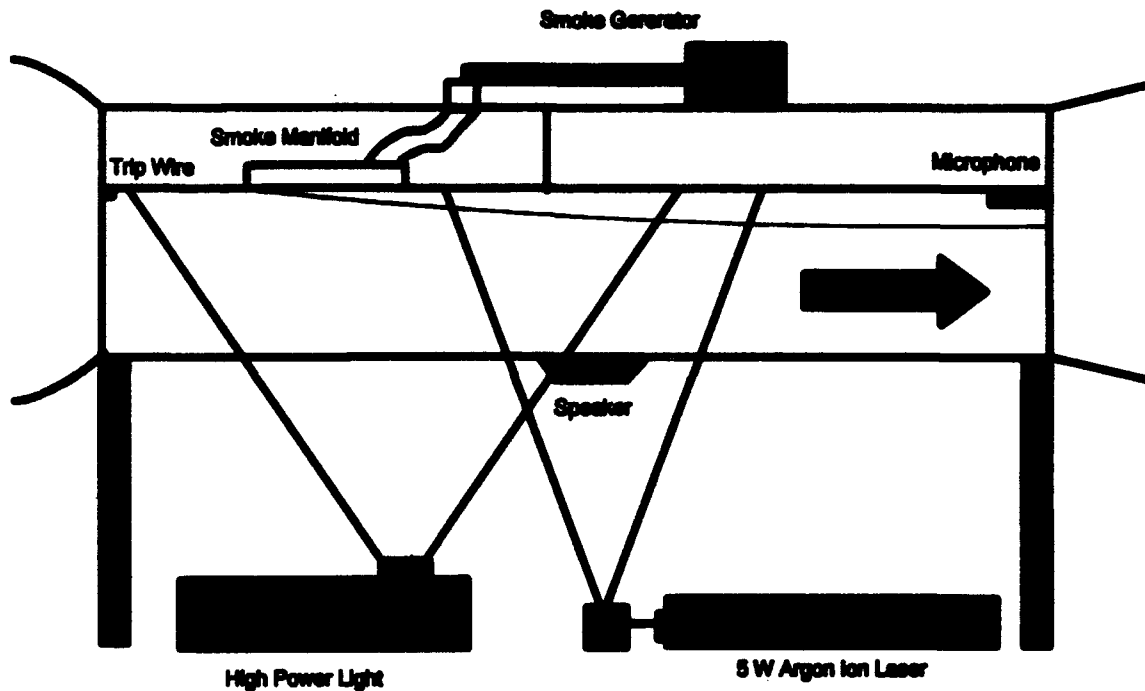 Smoke Generator
Smoke Manifold
Trip Wire
Microphone
Speaker
High Power Light
5 W Argon Ion Laser